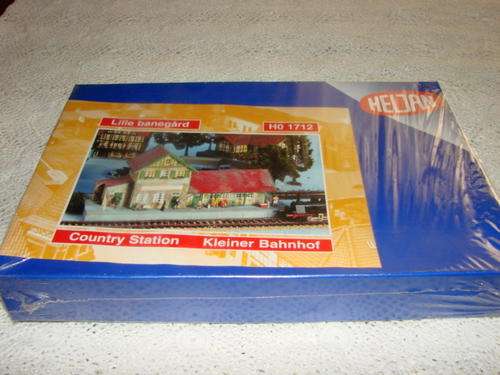 HELJAN
Lille banegård
H0 1712
Country Station
Kleiner Bahnhof